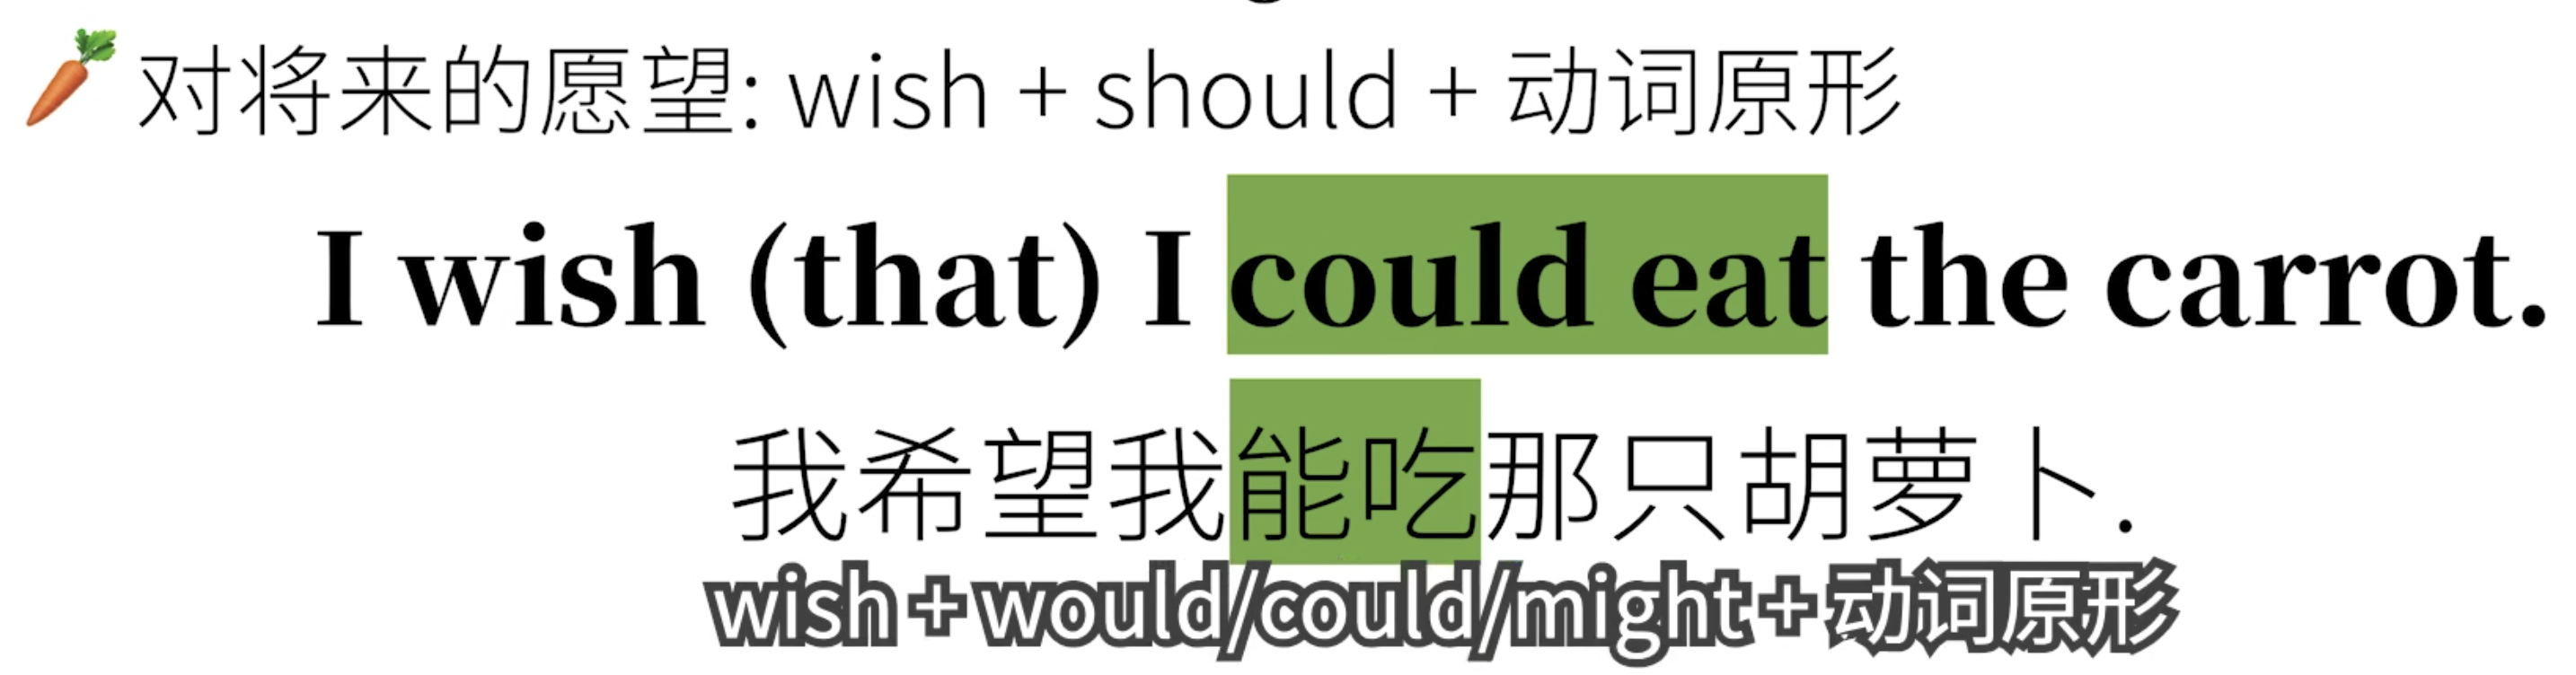 对将来的愿望: wish + should + 动词原形
I wish (that) I could eat the carrot.
我希望我能吃那只胡萝卜.
wish + would/could/might + 动词原形